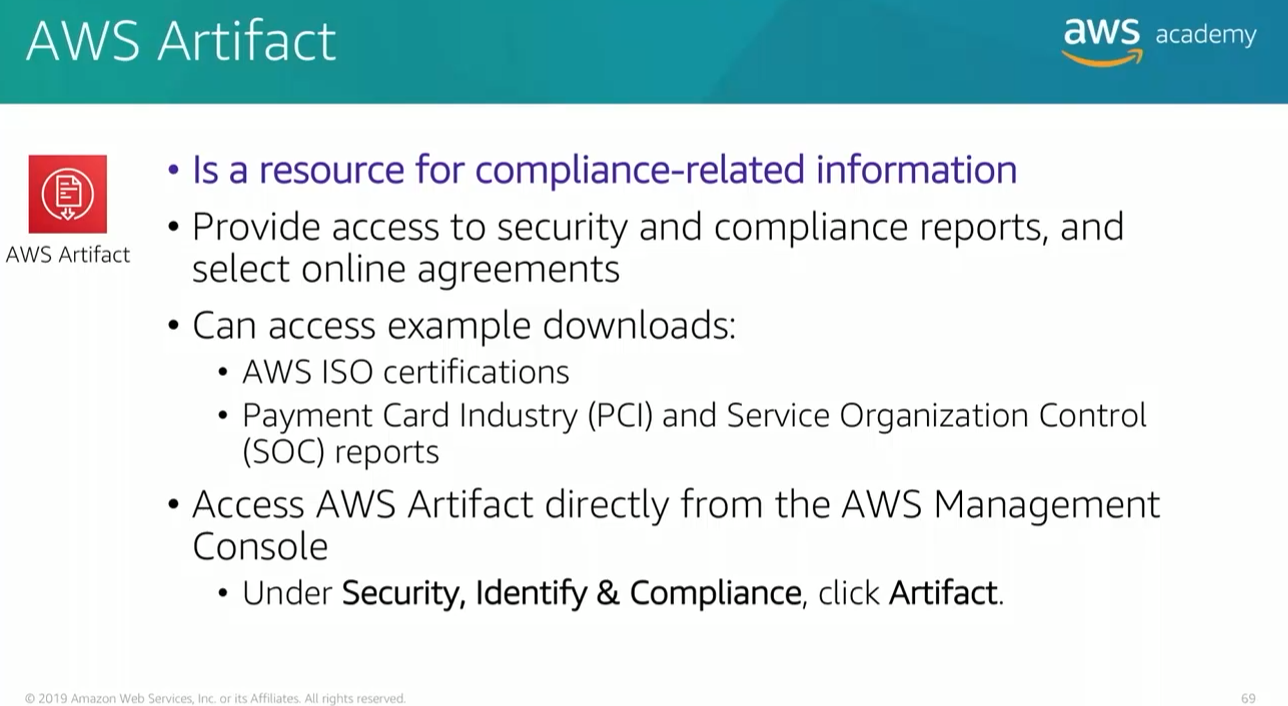 AWS Artifact
aws academy
AWS Artifact
• Is a resource for compliance-related information
• Provide access to security and compliance reports, and
select online agreements
• Can access example downloads:
• AWS ISO certifications
• Payment Card Industry (PCI) and Service Organization Control
(SOC) reports
• Access AWS Artifact directly from the AWS Management
Console
• Under Security, Identify & Compliance, click Artifact.
© 2019 Amazon Web Services, Inc. or its Affiliates. All rights reserved.
69